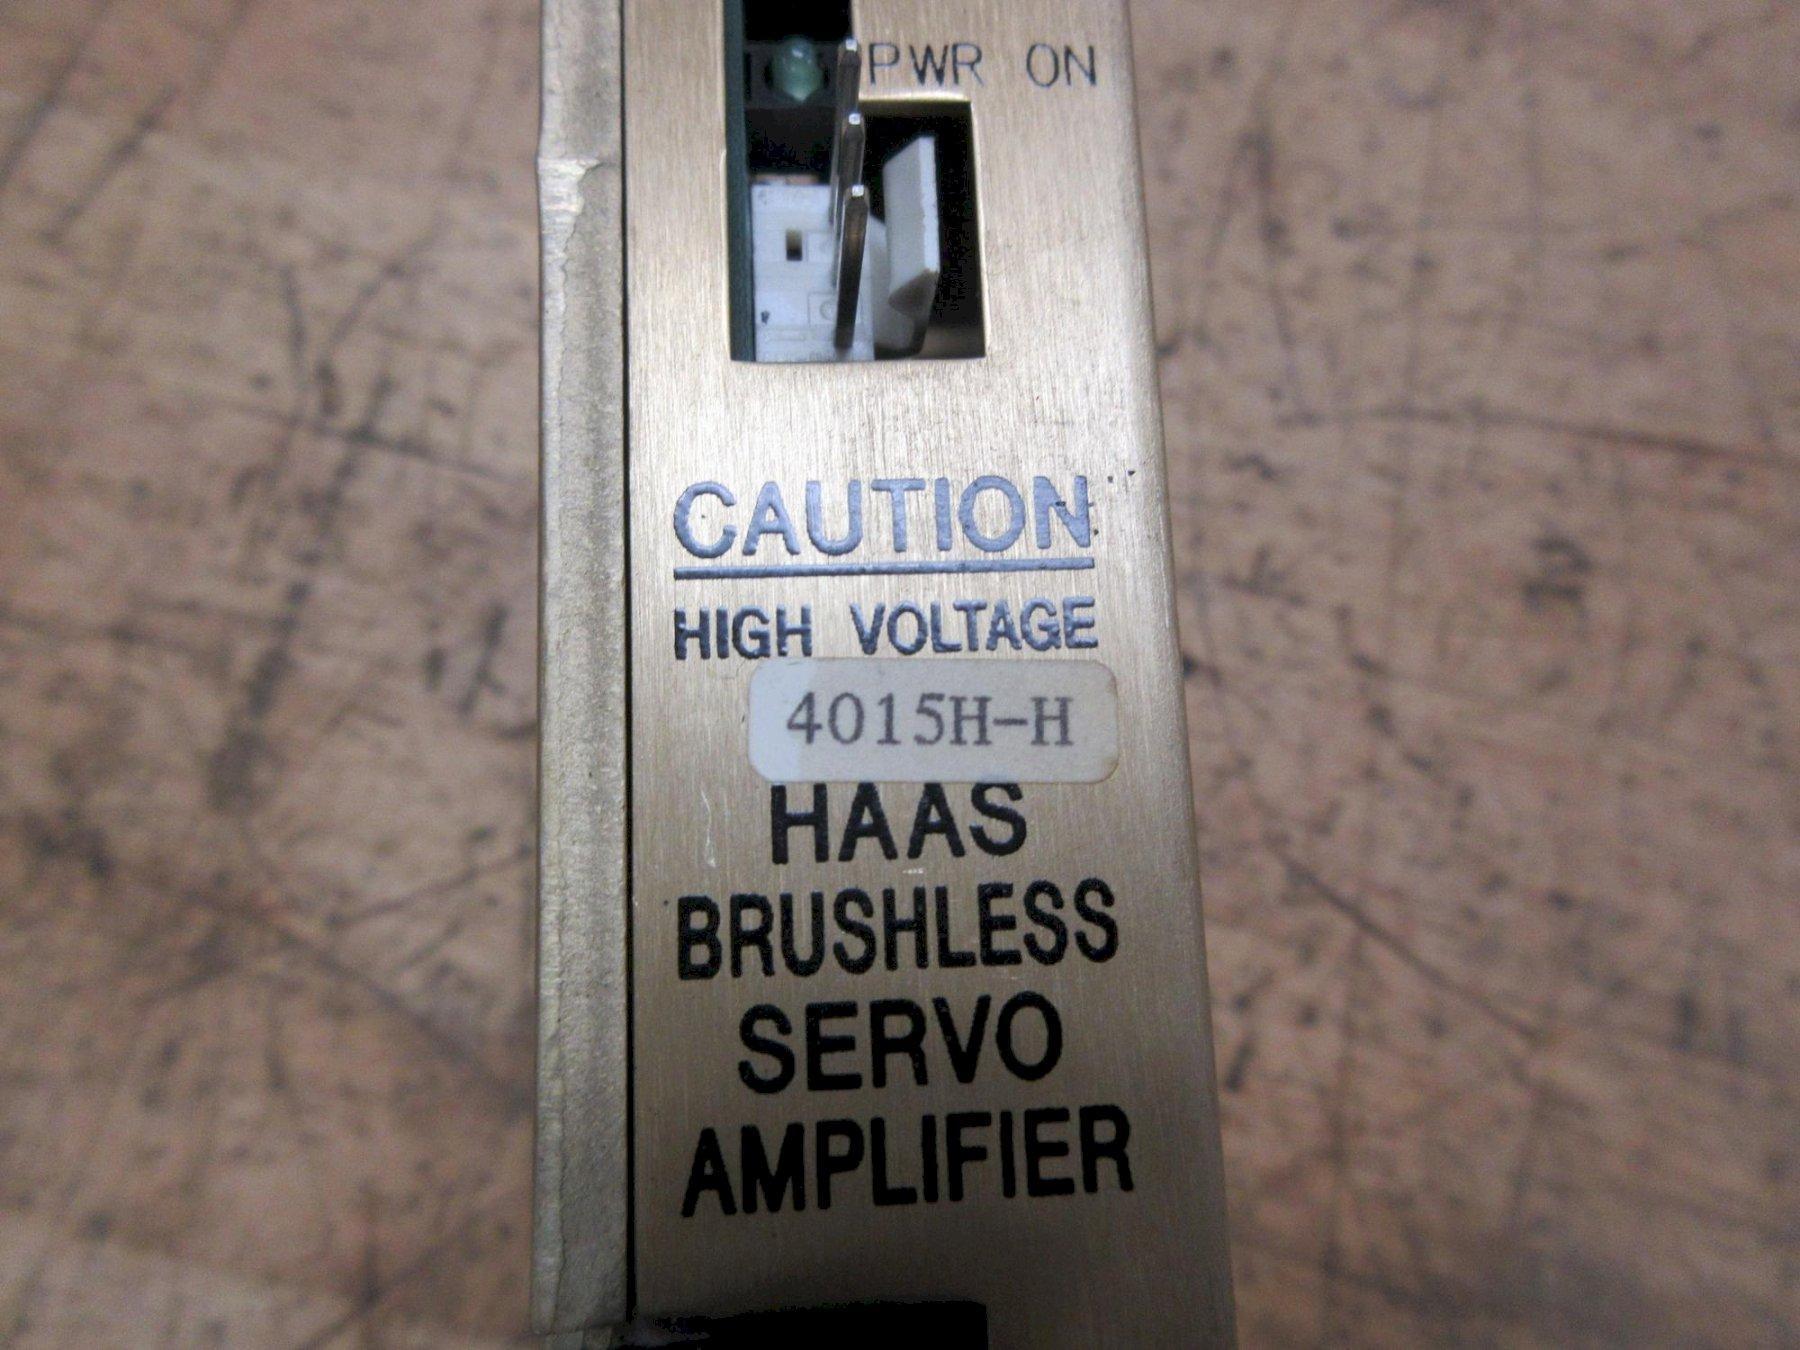 PWR ON
CAUTION
HIGH VOLTAGE
4015H-H
HAAS
BRUSHLESS
SERVO
AMPLIFIER